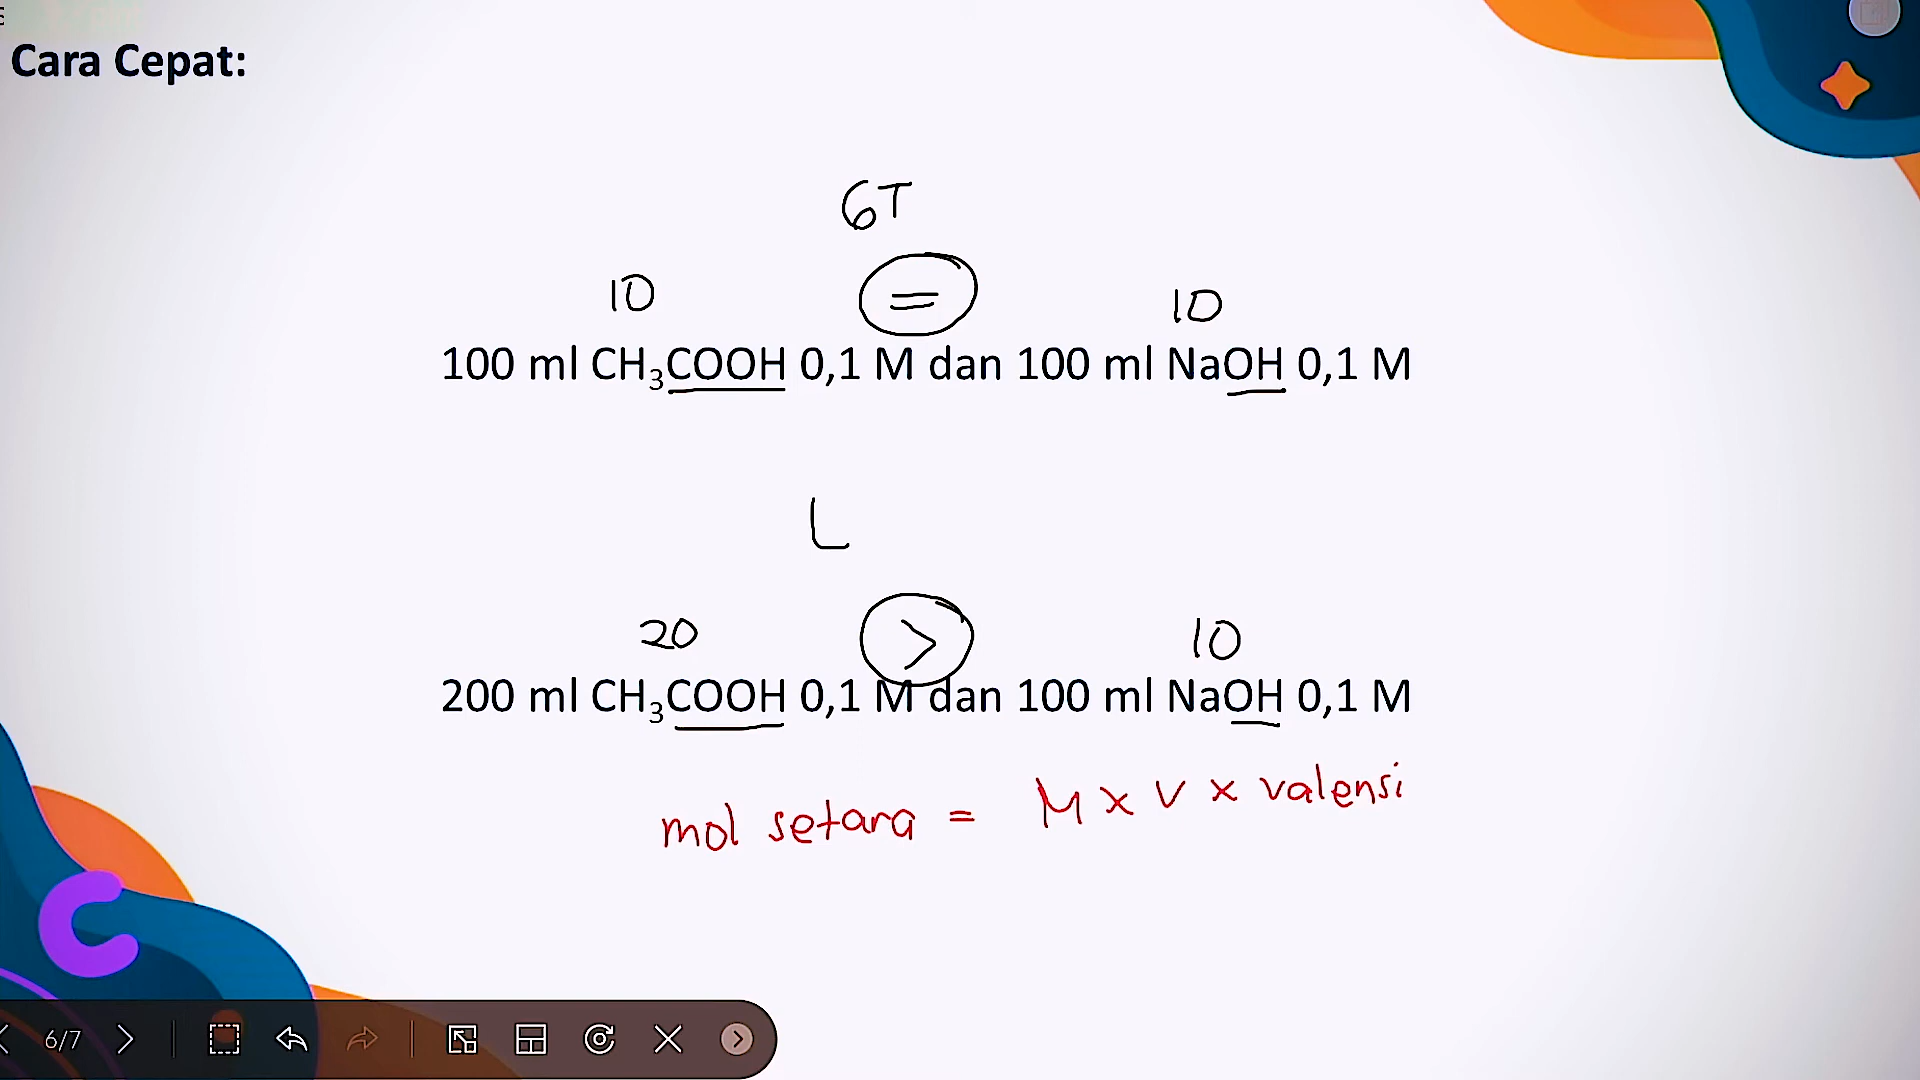 Cara Cepat:
6T
10 = 10
100 ml CH₃COOH 0,1 M dan 100 ml NaOH 0,1 M
L
20 > 10
200 ml CH₃COOH 0,1 M dan 100 ml NaOH 0,1 M
mol setara = M x V x valensi
6/7